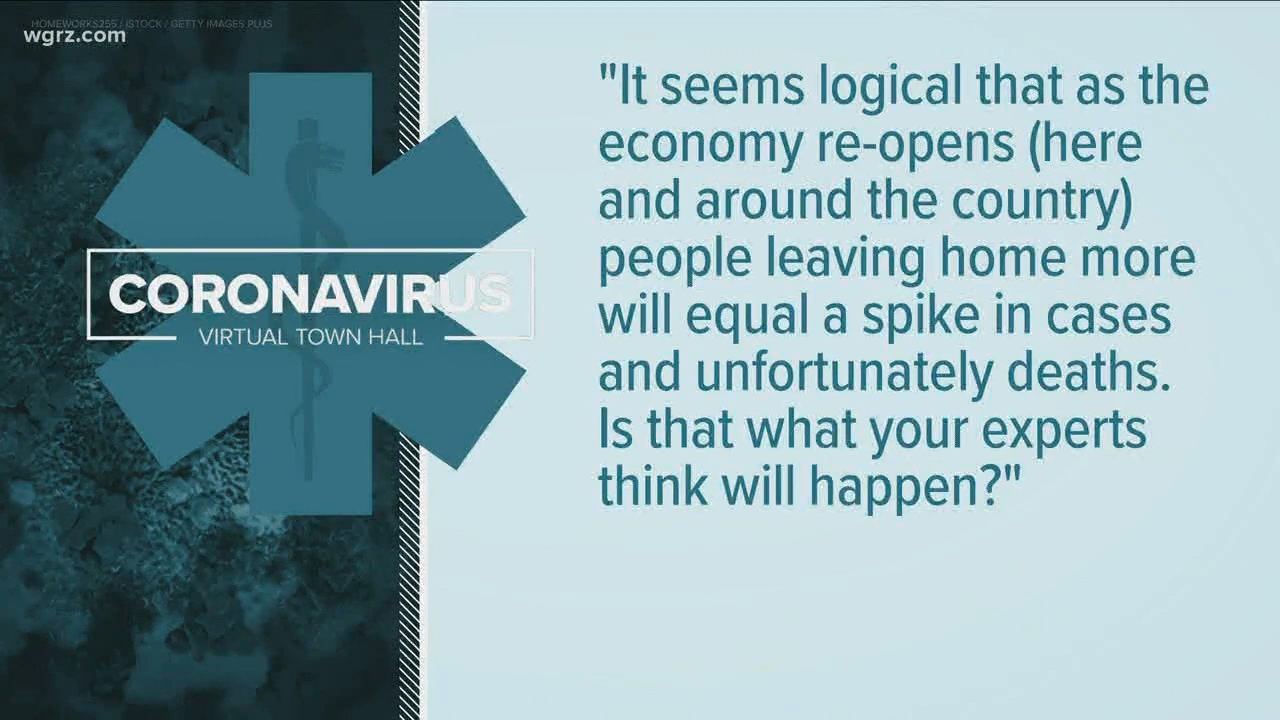 HOMEWORKS255 / ISTOCK / GETTY IMAGES PLUS
wgrz.com
CORONAVIRUS
VIRTUAL TOWN HALL
"It seems logical that as the
economy re-opens (here
and around the country)
people leaving home more
will equal a spike in cases
and unfortunately deaths.
Is that what your experts
think will happen?"